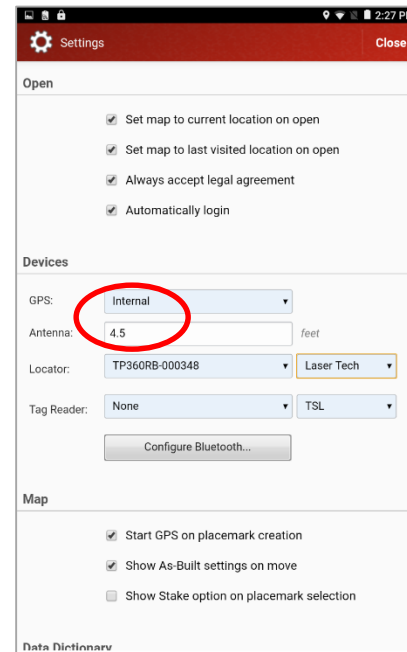 2:27 P
Settings Close
Open
Set map to current location on open
Set map to last visited location on open
Always accept legal agreement
Automatically login
Devices
GPS: Internal
Antenna: 4.5 feet
Locator: TP360RB-000348 Laser Tech
Tag Reader: None TSL
Configure Bluetooth...
Map
Start GPS on placemark creation
Show As-Built settings on move
Show Stake option on placemark selection
Data Dictionary